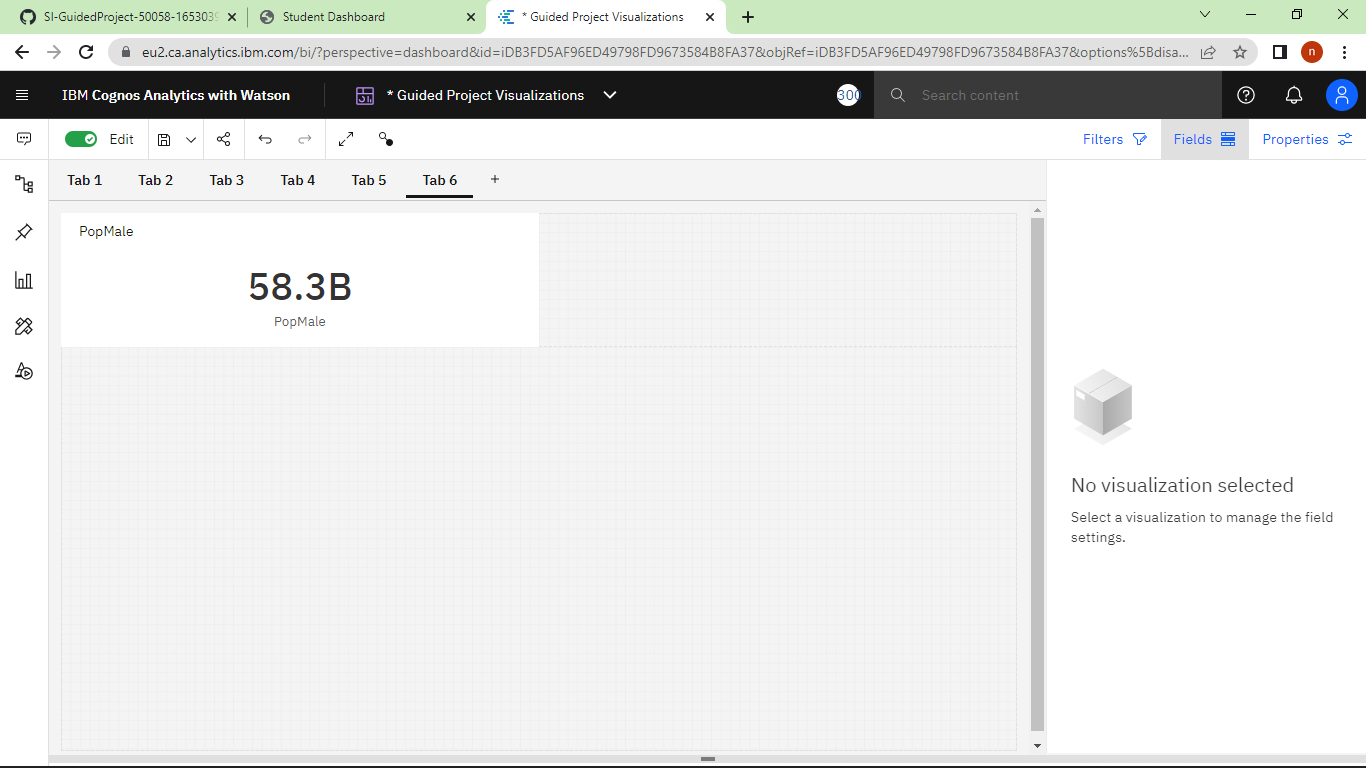 SI-GuidedProject-50058-1653039
Student Dashboard
* Guided Project Visualizations
eu2.ca.analytics.ibm.com/bi/?perspective=dashboard&id=iDB3FD5AF96ED49798FD9673584B8FA37&objRef=iDB3FD5AF96ED49798FD9673584B8FA37&options%5Bdisa...
n
IBM Cognos Analytics with Watson
* Guided Project Visualizations
300
Search content
Edit
Filters
Fields
Properties
Tab 1
Tab 2
Tab 3
Tab 4
Tab 5
Tab 6
PopMale
58.3B
PopMale
No visualization selected
Select a visualization to manage the field
settings.